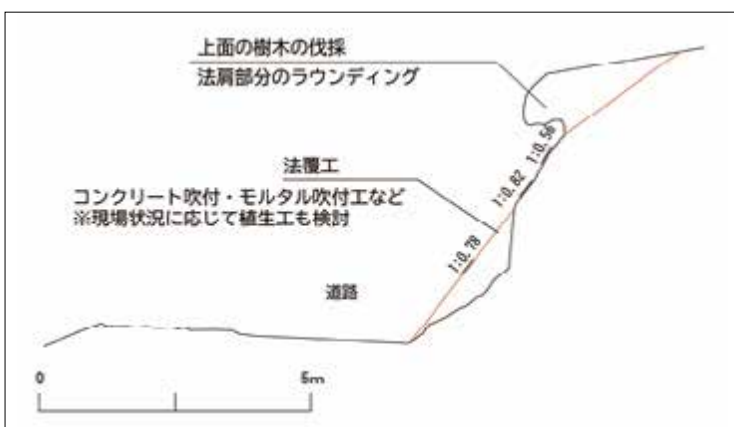 上面の樹木の伐採
法肩部分のラウンディング
法覆工
コンクリート吹付・モルタル吹付工など
※現場状況に応じて植生工も検討
1:0.56
1:0.62
1:0.78
道路
0
5m